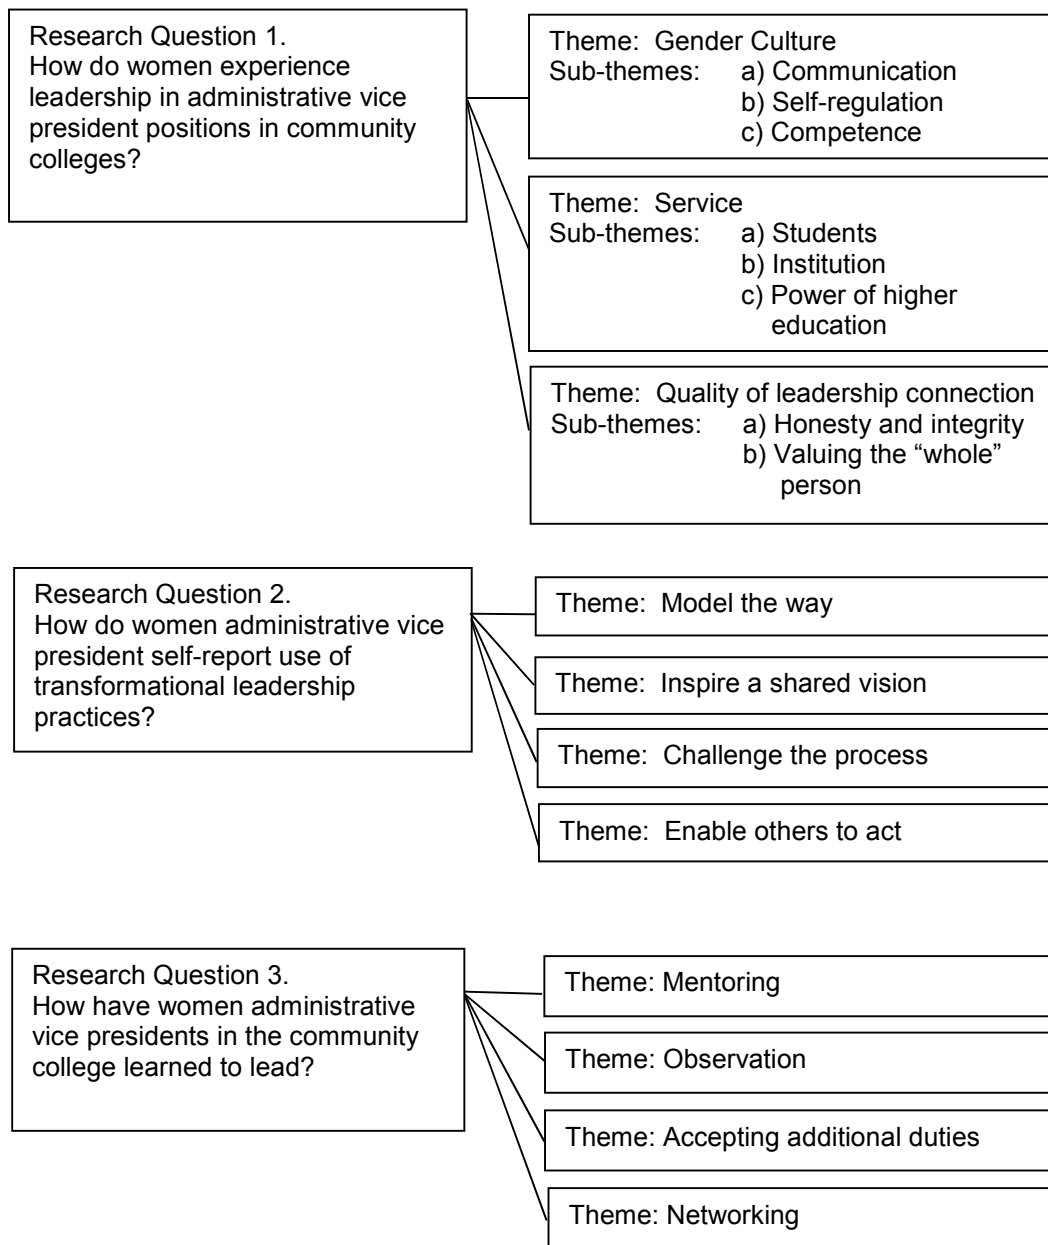 Research Question 1.
How do women experience
leadership in administrative vice
president positions in community
colleges?
Theme:  Gender Culture
Sub-themes:     a) Communication
b) Self-regulation
c) Competence
Theme:  Service
Sub-themes:     a) Students
b) Institution
c) Power of higher
education
Theme:  Quality of leadership connection
Sub-themes:     a) Honesty and integrity
b) Valuing the “whole”
person
Research Question 2.
How do women administrative vice
president self-report use of
transformational leadership
practices?
Theme:  Model the way
Theme:  Inspire a shared vision
Theme:  Challenge the process
Theme:  Enable others to act
Research Question 3.
How have women administrative
vice presidents in the community
college learned to lead?
Theme: Mentoring
Theme: Observation
Theme: Accepting additional duties
Theme: Networking